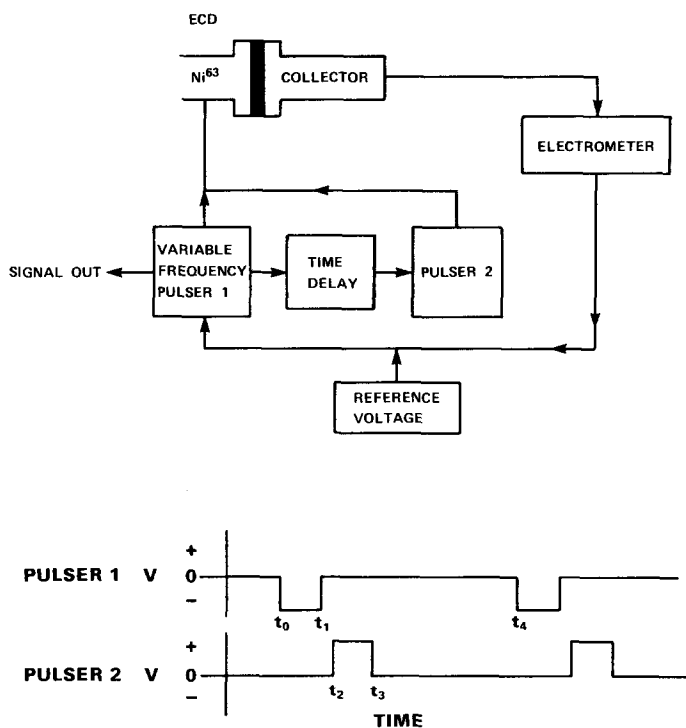 ECD
Ni63 COLLECTOR
ELECTROMETER
SIGNAL OUT
VARIABLE
FREQUENCY
PULSER 1
TIME
DELAY
PULSER 2
REFERENCE
VOLTAGE
PULSER 1 V + 0 −
t0 t1 t4
PULSER 2 V + 0 −
t2 t3
TIME